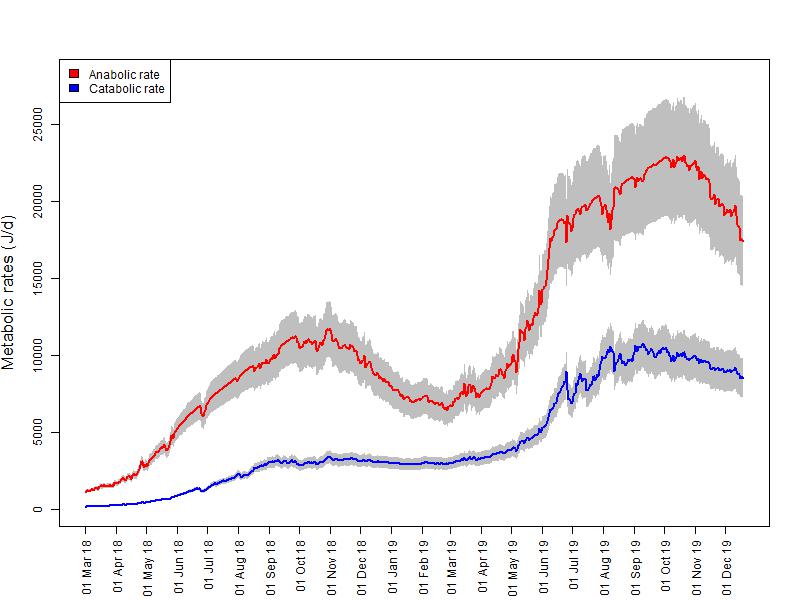 Anabolic rate
Catabolic rate
Metabolic rates (J/d)
25000
20000
15000
10000
5000
0
01 Mar 18
01 Apr 18
01 May 18
01 Jun 18
01 Jul 18
01 Aug 18
01 Sep 18
01 Oct 18
01 Nov 18
01 Dec 18
01 Jan 19
01 Feb 19
01 Mar 19
01 Apr 19
01 May 19
01 Jun 19
01 Jul 19
01 Aug 19
01 Sep 19
01 Oct 19
01 Nov 19
01 Dec 19